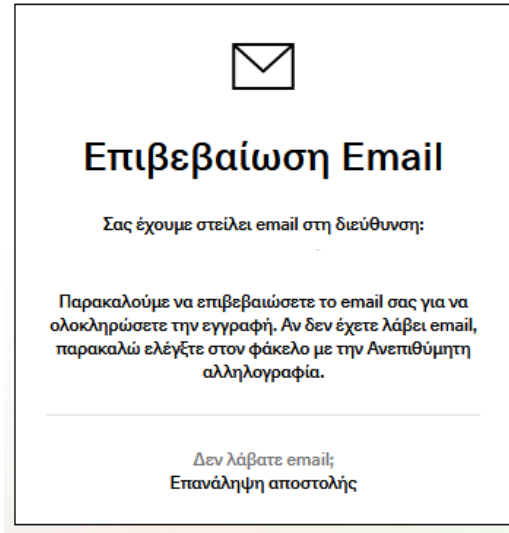 Επιβεβαίωση Email
Σας έχουμε στείλει email στη διεύθυνση:
Παρακαλούμε να επιβεβαιώσετε το email σας για να
ολοκληρώσετε την εγγραφή. Αν δεν έχετε λάβει email,
παρακαλώ ελέγξτε στον φάκελο με την Ανεπιθύμητη
αλληλογραφία.
Δεν λάβατε email;
Επανάληψη αποστολής